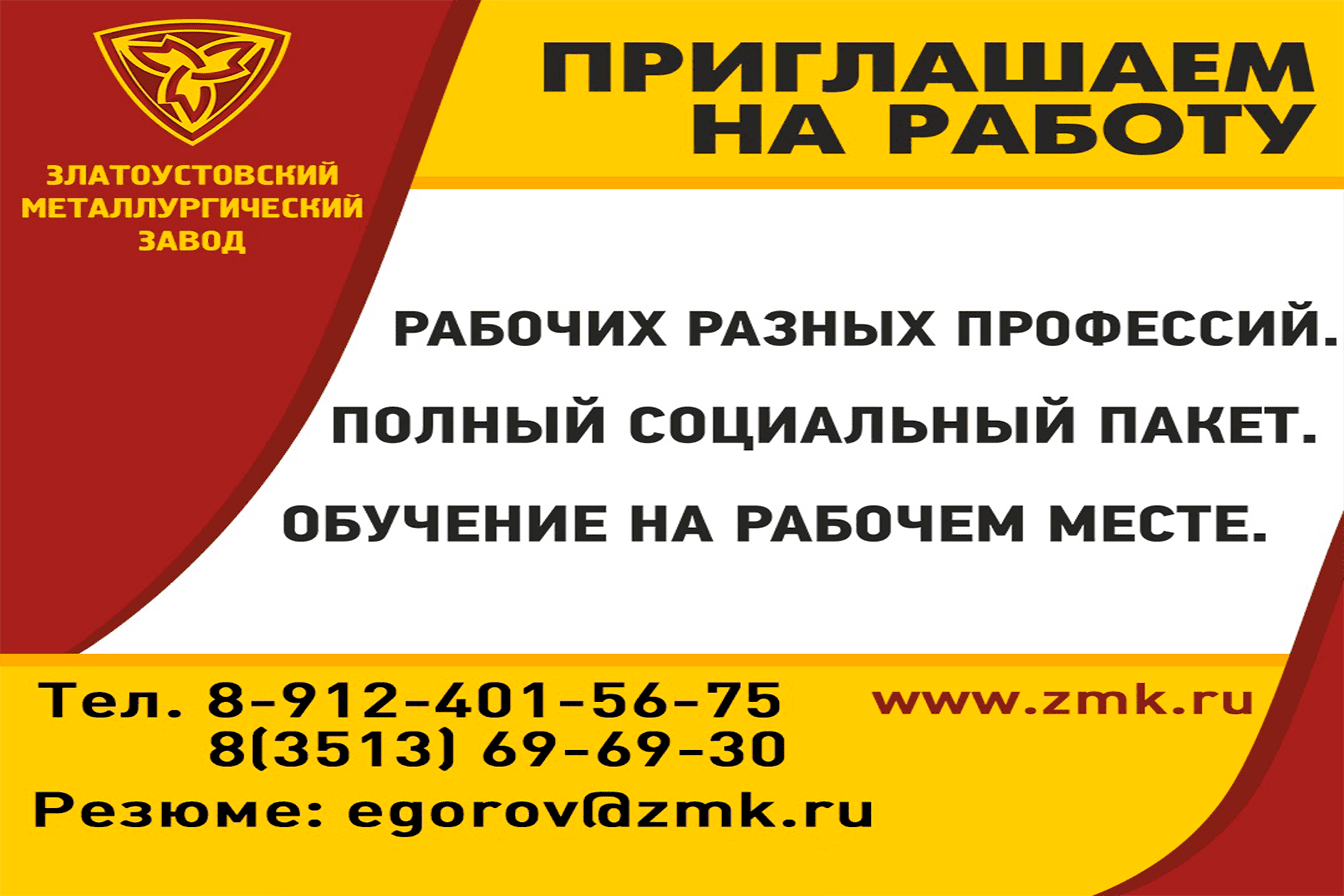 ЗЛАТОУСТОВСКИЙ
МЕТАЛЛУРГИЧЕСКИЙ
ЗАВОД
ПРИГЛАШАЕМ
НА РАБОТУ
РАБОЧИХ РАЗНЫХ ПРОФЕССИЙ.
ПОЛНЫЙ СОЦИАЛЬНЫЙ ПАКЕТ.
ОБУЧЕНИЕ НА РАБОЧЕМ МЕСТЕ.
Тел. 8-912-401-56-75
8(3513) 69-69-30
Резюме: egorov@zmk.ru
www.zmk.ru